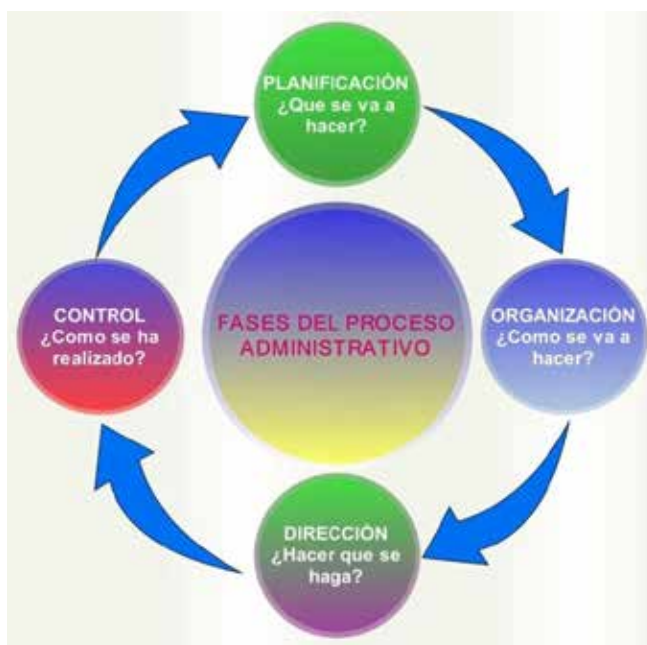 PLANIFICACIÓN
¿Que se va a
hacer?
FASES DEL PROCESO
ADMINISTRATIVO
ORGANIZACIÓN
¿Como se va a
hacer?
DIRECCIÓN
¿Hacer que se
haga?
CONTROL
¿Como se ha
realizado?